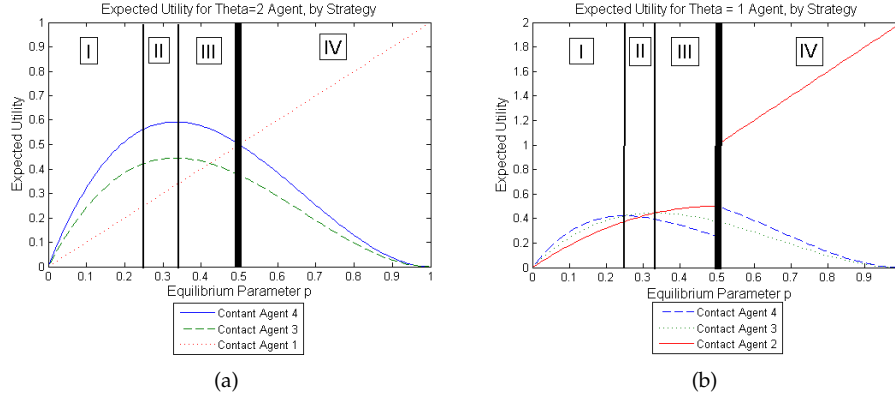 Expected Utility for Theta=2 Agent, by Strategy
1
0.9
0.8
0.7
0.6
0.5
0.4
0.3
0.2
0.1
0
Expected Utility
I
II
III
IV
0 0.1 0.2 0.3 0.4 0.5 0.6 0.7 0.8 0.9 1
Equilibrium Parameter p
Contant Agent 4
Contact Agent 3
Contact Agent 1
(a)
Expected Utility for Theta = 1 Agent, by Strategy
2
1.8
1.6
1.4
1.2
1
0.8
0.6
0.4
0.2
0
Expected Utility
I
II
III
IV
0 0.1 0.2 0.3 0.4 0.5 0.6 0.7 0.8 0.9
Equilibrium Parameter p
Contact Agent 4
Contact Agent 3
Contact Agent 2
(b)